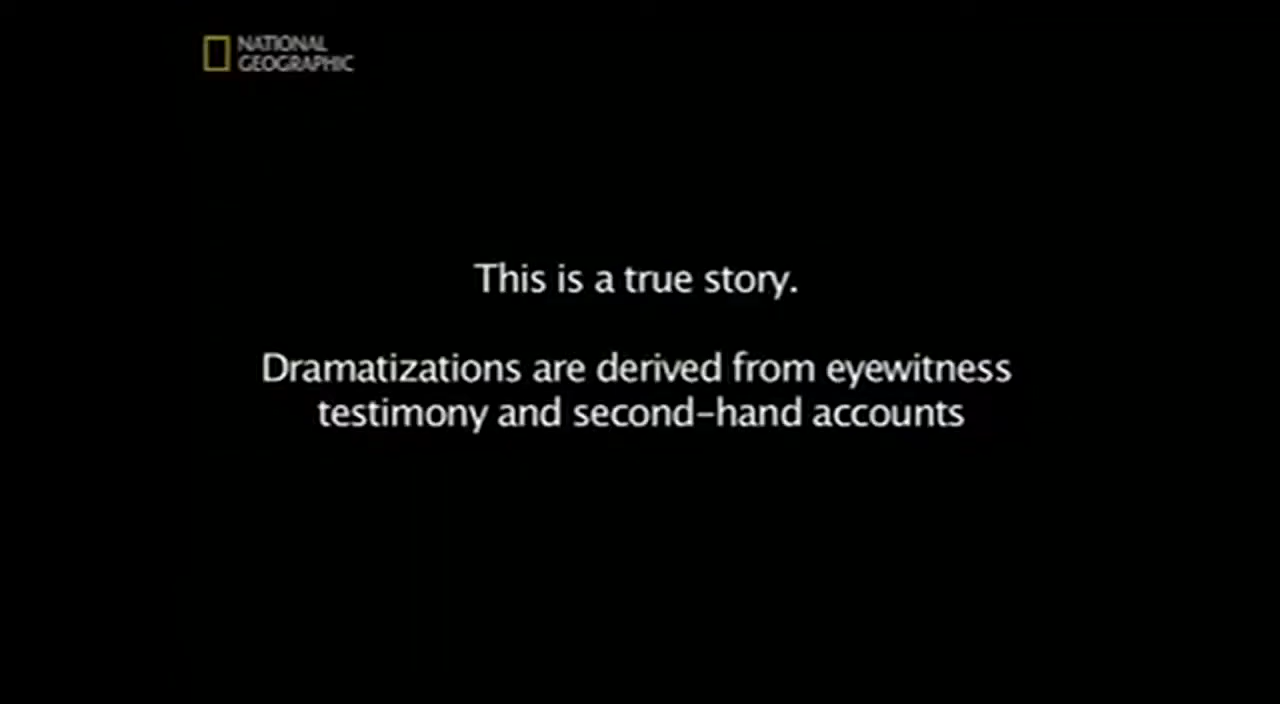 NATIONAL
GEOGRAPHIC
This is a true story.
Dramatizations are derived from eyewitness
testimony and second-hand accounts